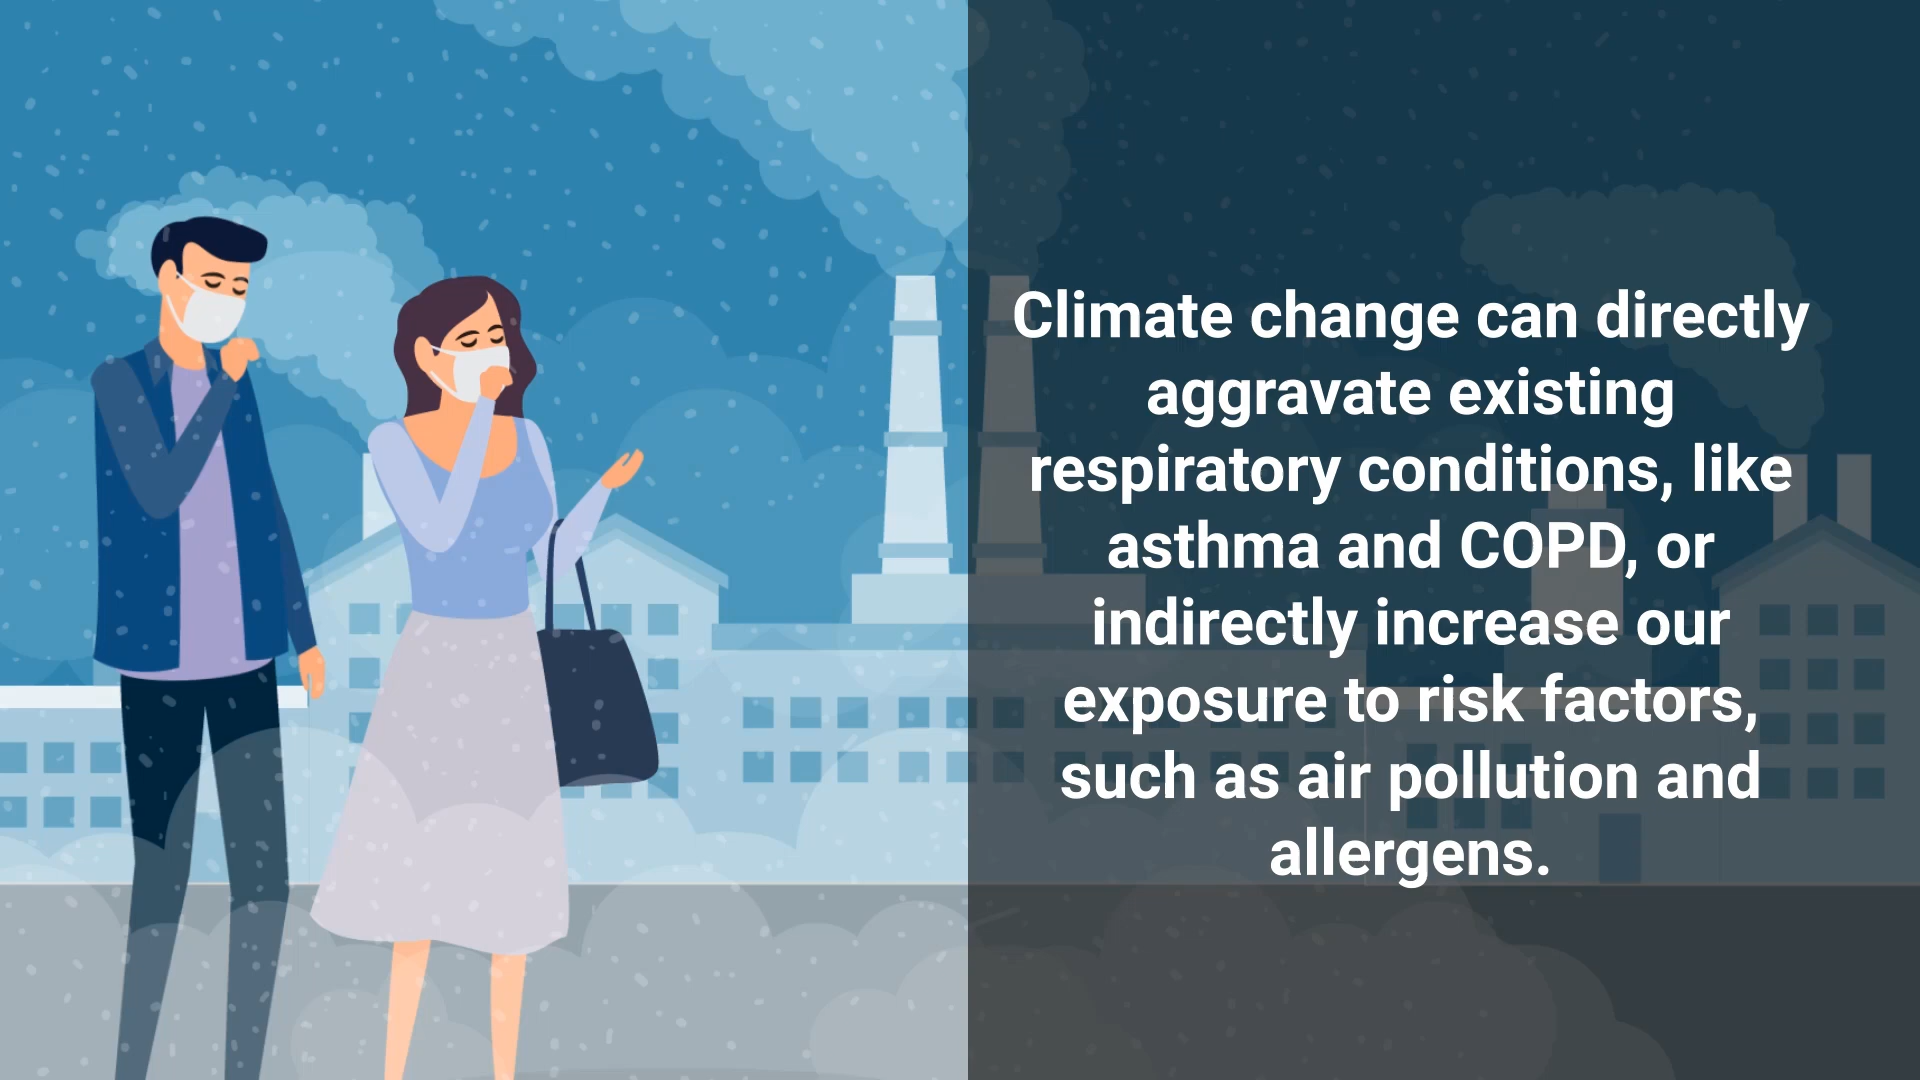 Climate change can directly
aggravate existing
respiratory conditions, like
asthma and COPD, or
indirectly increase our
exposure to risk factors,
such as air pollution and
allergens.